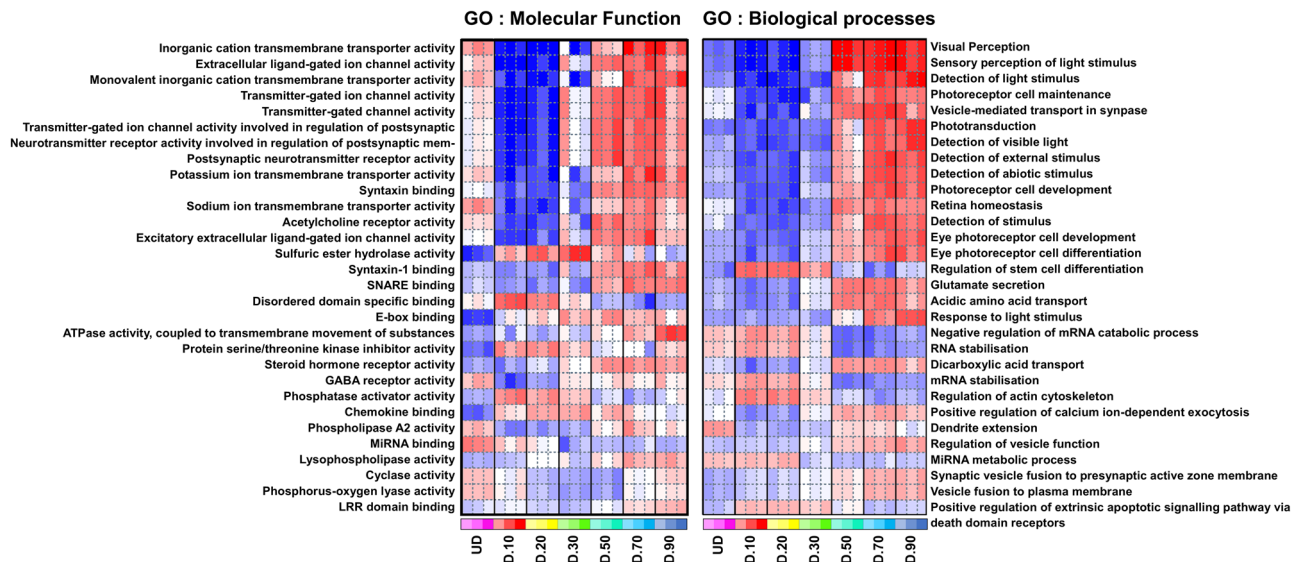 GO : Molecular Function
Inorganic cation transmembrane transporter activity
Extracellular ligand-gated ion channel activity
Monovalent inorganic cation transmembrane transporter activity
Transmitter-gated ion channel activity
Transmitter-gated channel activity
Transmitter-gated ion channel activity involved in regulation of postsynaptic
Neurotransmitter receptor activity involved in regulation of postsynaptic mem-
Postsynaptic neurotransmitter receptor activity
Potassium ion transmembrane transporter activity
Syntaxin binding
Sodium ion transmembrane transporter activity
Acetylcholine receptor activity
Excitatory extracellular ligand-gated ion channel activity
Sulfuric ester hydrolase activity
Syntaxin-1 binding
SNARE binding
Disordered domain specific binding
E-box binding
ATPase activity, coupled to transmembrane movement of substances
Protein serine/threonine kinase inhibitor activity
Steroid hormone receptor activity
GABA receptor activity
Phosphatase activator activity
Chemokine binding
Phospholipase A2 activity
MiRNA binding
Lysophospholipase activity
Cyclase activity
Phosphorus-oxygen lyase activity
LRR domain binding
UD
D.10
D.20
D.30
D.50
D.70
D.90
GO : Biological processes
Visual Perception
Sensory perception of light stimulus
Detection of light stimulus
Photoreceptor cell maintenance
Vesicle-mediated transport in synpase
Phototransduction
Detection of visible light
Detection of external stimulus
Detection of abiotic stimulus
Photoreceptor cell development
Retina homeostasis
Detection of stimulus
Eye photoreceptor cell development
Eye photoreceptor cell differentiation
Regulation of stem cell differentiation
Glutamate secretion
Acidic amino acid transport
Response to light stimulus
Negative regulation of mRNA catabolic process
RNA stabilisation
Dicarboxylic acid transport
mRNA stabilisation
Regulation of actin cytoskeleton
Positive regulation of calcium ion-dependent exocytosis
Dendrite extension
Regulation of vesicle function
MiRNA metabolic process
Synaptic vesicle fusion to presynaptic active zone membrane
Vesicle fusion to plasma membrane
Positive regulation of extrinsic apoptotic signalling pathway via
death domain receptors
UD
D.10
D.20
D.30
D.50
D.70
D.90